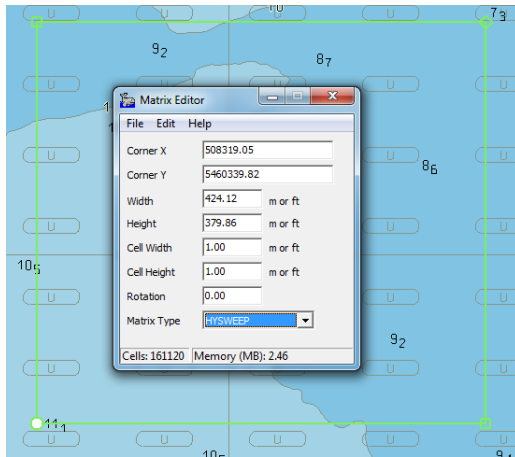 7₃
9₂
8₇
Matrix Editor
File Edit Help
Corner X 508319.05
Corner Y 5460339.82
Width 424.12 m or ft
Height 379.86 m or ft
Cell Width 1.00 m or ft
Cell Height 1.00 m or ft
Rotation 0.00
Matrix Type HYSWEEP
Cells: 161120 Memory (MB): 2.46
8₆
10₅
9₂
11₁
10₅
U U U U U U
U
U U
U U
U U
U U
U U
U U U U U U